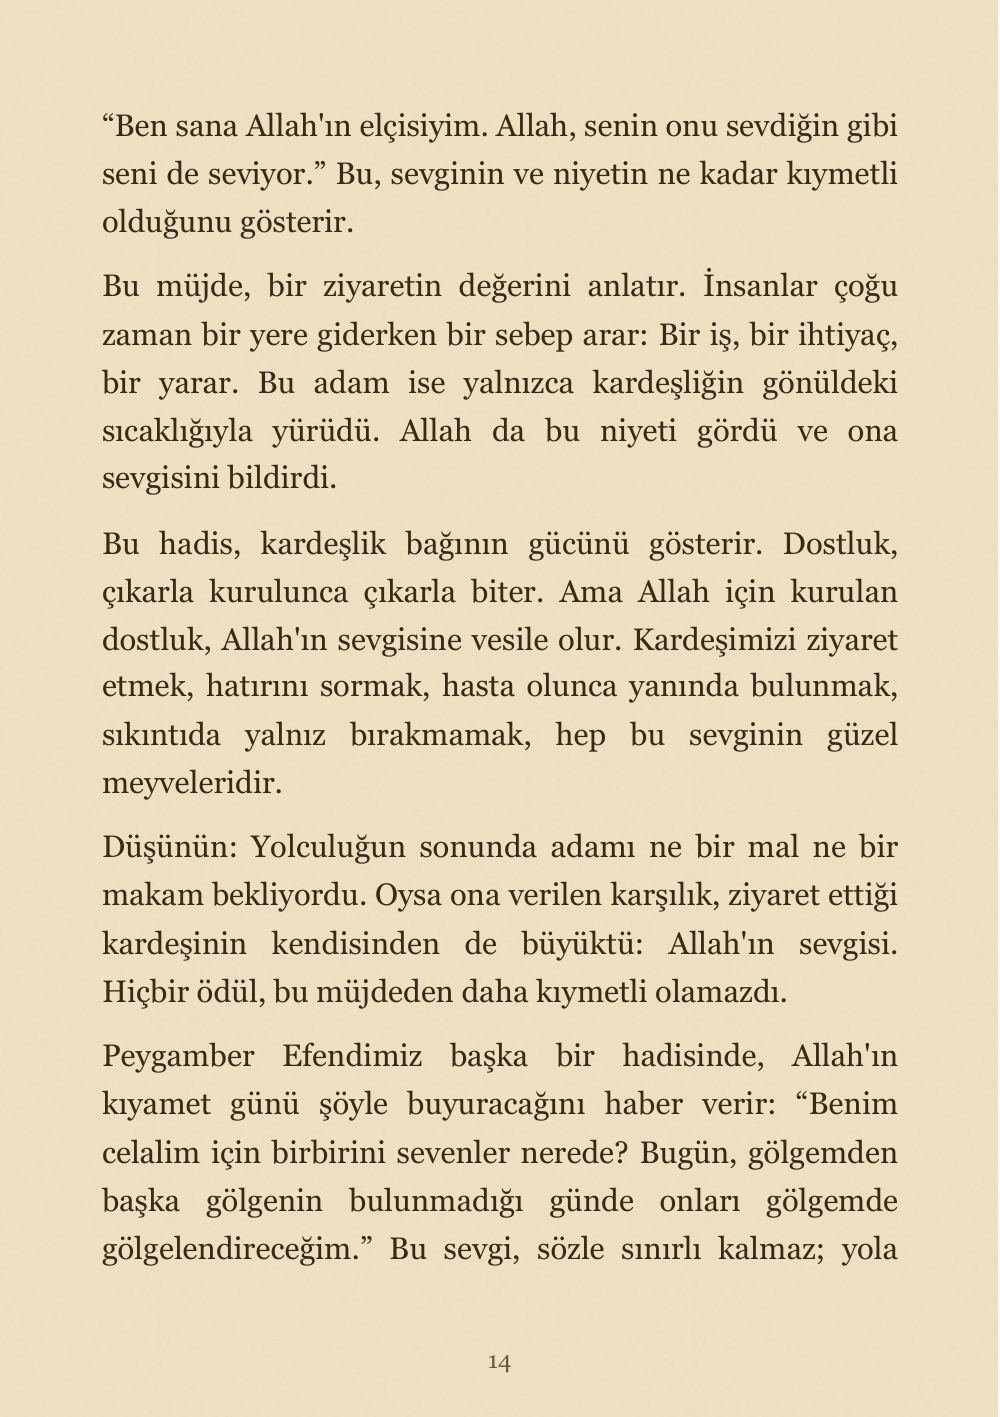 “Ben sana Allah'ın elçisiyim. Allah, senin onu sevdiğin gibi
seni de seviyor.” Bu, sevginin ve niyetin ne kadar kıymetli
olduğunu gösterir.
Bu müjde, bir ziyaretin değerini anlatır. İnsanlar çoğu
zaman bir yere giderken bir sebep arar: Bir iş, bir ihtiyaç,
bir yarar. Bu adam ise yalnızca kardeşliğin gönüldeki
sıcaklığıyla yürüdü. Allah da bu niyeti gördü ve ona
sevgisini bildirdi.
Bu hadis, kardeşlik bağının gücünü gösterir. Dostluk,
çıkarla kurulunca çıkarla biter. Ama Allah için kurulan
dostluk, Allah'ın sevgisine vesile olur. Kardeşimizi ziyaret
etmek, hatırını sormak, hasta olunca yanında bulunmak,
sıkıntıda yalnız bırakmamak, hep bu sevginin güzel
meyveleridir.
Düşünün: Yolculuğun sonunda adamı ne bir mal ne bir
makam bekliyordu. Oysa ona verilen karşılık, ziyaret ettiği
kardeşinin kendisinden de büyüktü: Allah'ın sevgisi.
Hiçbir ödül, bu müjdeden daha kıymetli olamazdı.
Peygamber Efendimiz başka bir hadisinde, Allah'ın
kıyamet günü şöyle buyuracağını haber verir: “Benim
celalim için birbirini sevenler nerede? Bugün, gölgemden
başka gölgenin bulunmadığı günde onları gölgemde
gölgelendireceğim.” Bu sevgi, sözle sınırlı kalmaz; yola
14